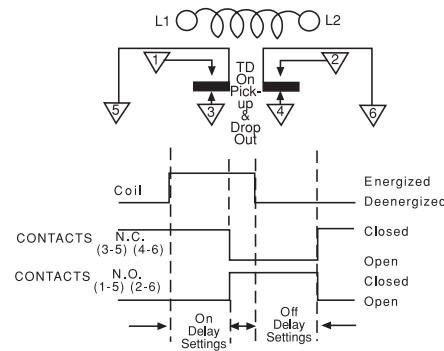 L1 L2
1 2
TD
On
Pick-
up
&
Drop
Out
5 3 4 6
Coil
Energized
Deenergized
CONTACTS N.C.
(3-5) (4-6)
Closed
Open
CONTACTS N.O.
(1-5) (2-6)
Closed
Open
On
Delay
Settings
Off
Delay
Settings